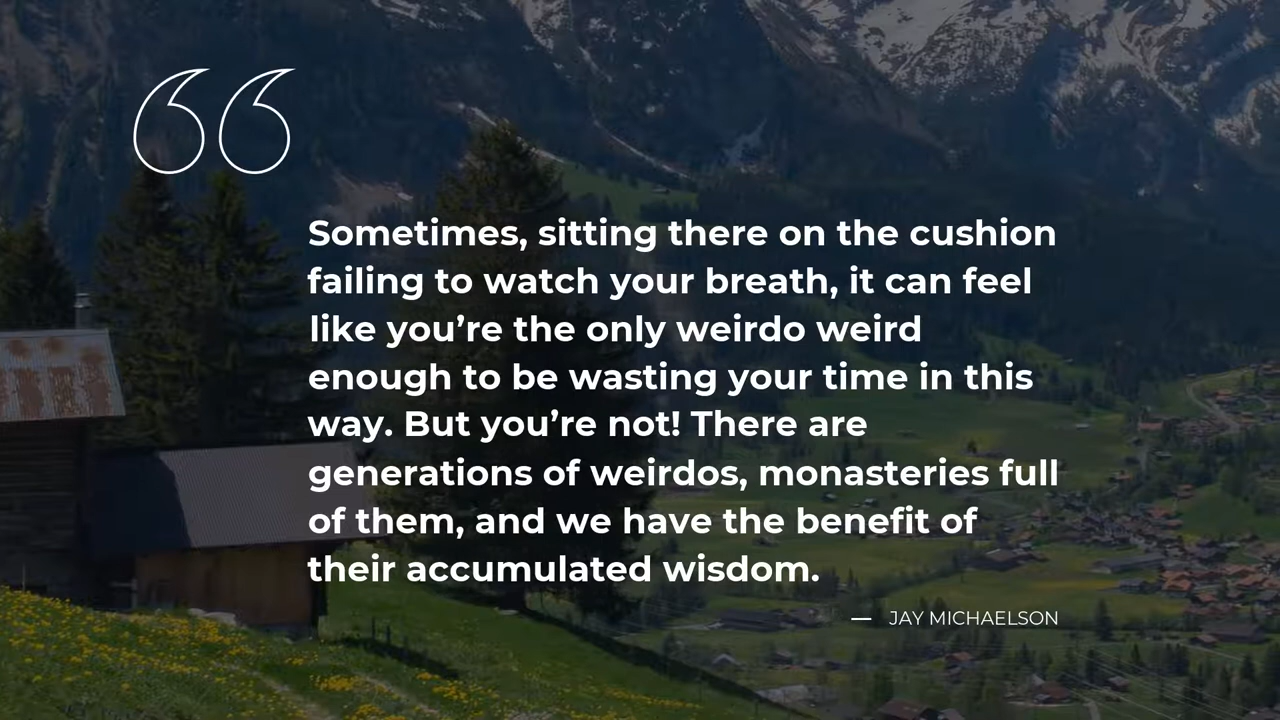 “
Sometimes, sitting there on the cushion
failing to watch your breath, it can feel
like you’re the only weirdo weird
enough to be wasting your time in this
way. But you’re not! There are
generations of weirdos, monasteries full
of them, and we have the benefit of
their accumulated wisdom.
— JAY MICHAELSON